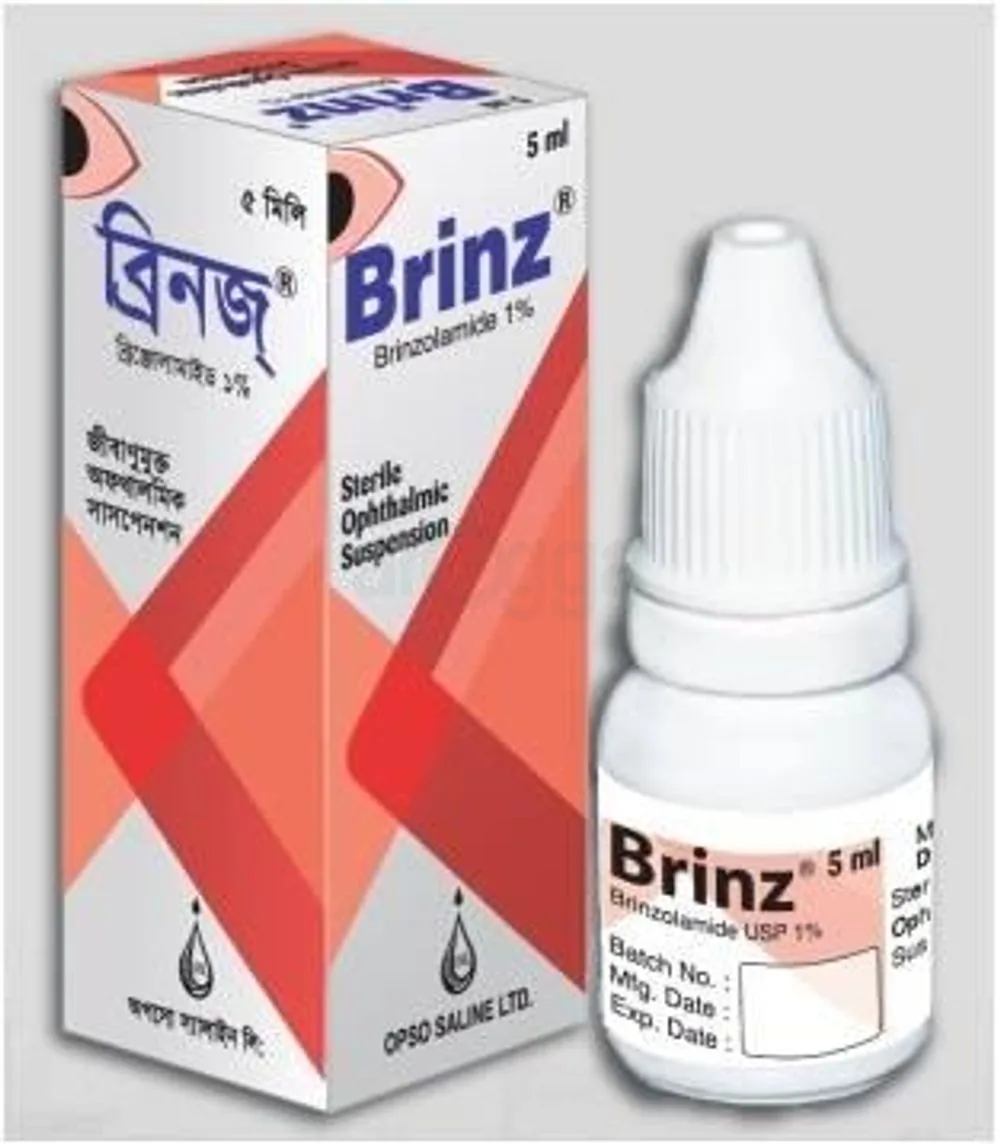 Brinz
৫ মিলি
ব্রিনজ্®
ব্রিঞ্জোলামাইড ১%
জীবাণুমুক্ত
অফথালমিক
সাসপেনশন
অপসো স্যালাইন লি:
5 ml
Brinz®
Brinzolamide 1%
Sterile
Ophthalmic
Suspension
OPSO SALINE LTD.
Brinz® 5 ml
Brinzolamide USP 1%
Batch No. :
Mfg. Date :
Exp. Date :